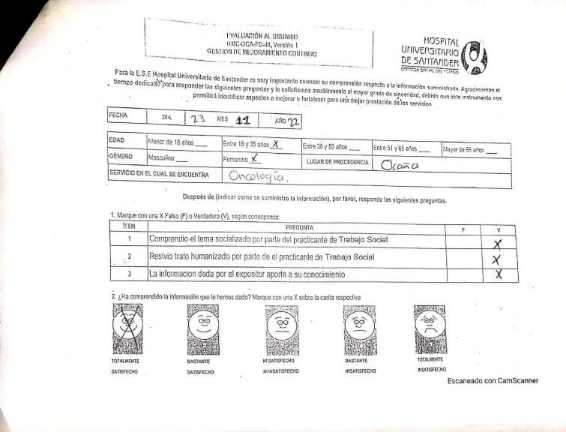 EVALUACIÓN AL USUARIO
GMC-GCA-FO-46, Versión 1
GESTION DE MEJORAMIENTO CONTINUO
HOSPITAL
UNIVERSITARIO
DE SANTANDER
EMPRESA SOCIAL DEL ESTADO
Para la E.S.E Hospital Universitario de Santander es muy importante conocer su comprensión respecto a la información suministrada. Agradecemos el
tiempo dedicado para responder las siguientes preguntas y le solicitamos amablemente el mayor grado de sinceridad, debido que este instrumento nos
permitirá identificar aspectos a mejorar o fortalecer para una mejor prestación de los servicios
FECHA DIA 23 MES 11 AÑO 22
EDAD Menor de 18 años ___ Entre 18 y 35 años X Entre 36 y 50 años ___ Entre 51 y 65 años ___ Mayor de 65 años ___
GÉNERO Masculino ___ Femenino X LUGAR DE PROCEDENCIA Ocaña
SERVICIO EN EL CUAL SE ENCUENTRA Oncología.
Después de (indicar como se suministro la información), por favor, responda las siguientes preguntas.
1. Marque con una X Falso (F) o Verdadero (V), según corresponda:
ÍTEM PREGUNTA F V
1 Comprendio el tema socializado por parte del practicante de Trabajo Social X
2 Resivio trato humanizado por parte de el practicante de Trabajo Social X
3 La informacion dada por el expositor aporta a su conocimiento X
2. ¿Ha comprendido la información que le hemos dado? Marque con una X sobre la carita respectiva
TOTALMENTE BASTANTE NI SATISFECHO BASTANTE TOTALMENTE
SATISFECHO SATISFECHO NI INSATISFECHO INSATISFECHO INSATISFECHO
Escaneado con CamScanner